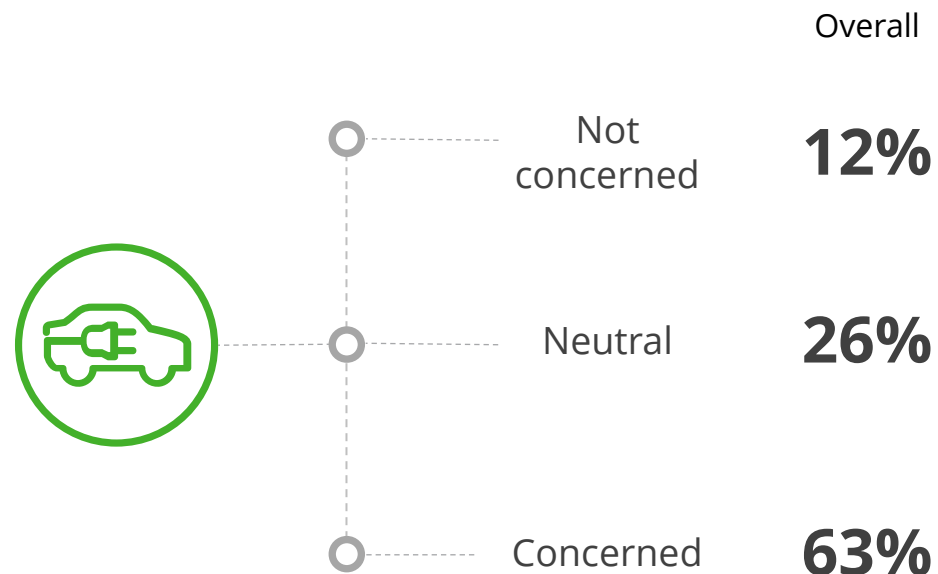 Overall
Not
concerned
12%
Neutral
26%
Concerned
63%